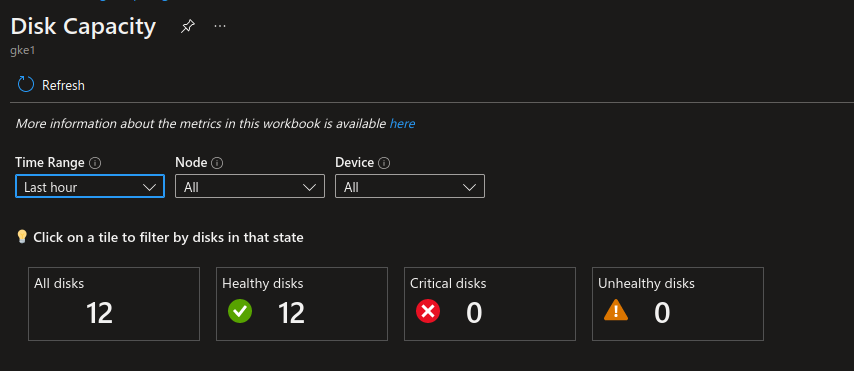 Disk Capacity ...
gke1
Refresh
More information about the metrics in this workbook is available here
Time Range Node Device
Last hour All All
Click on a tile to filter by disks in that state
All disks Healthy disks Critical disks Unhealthy disks
12 12 0 0